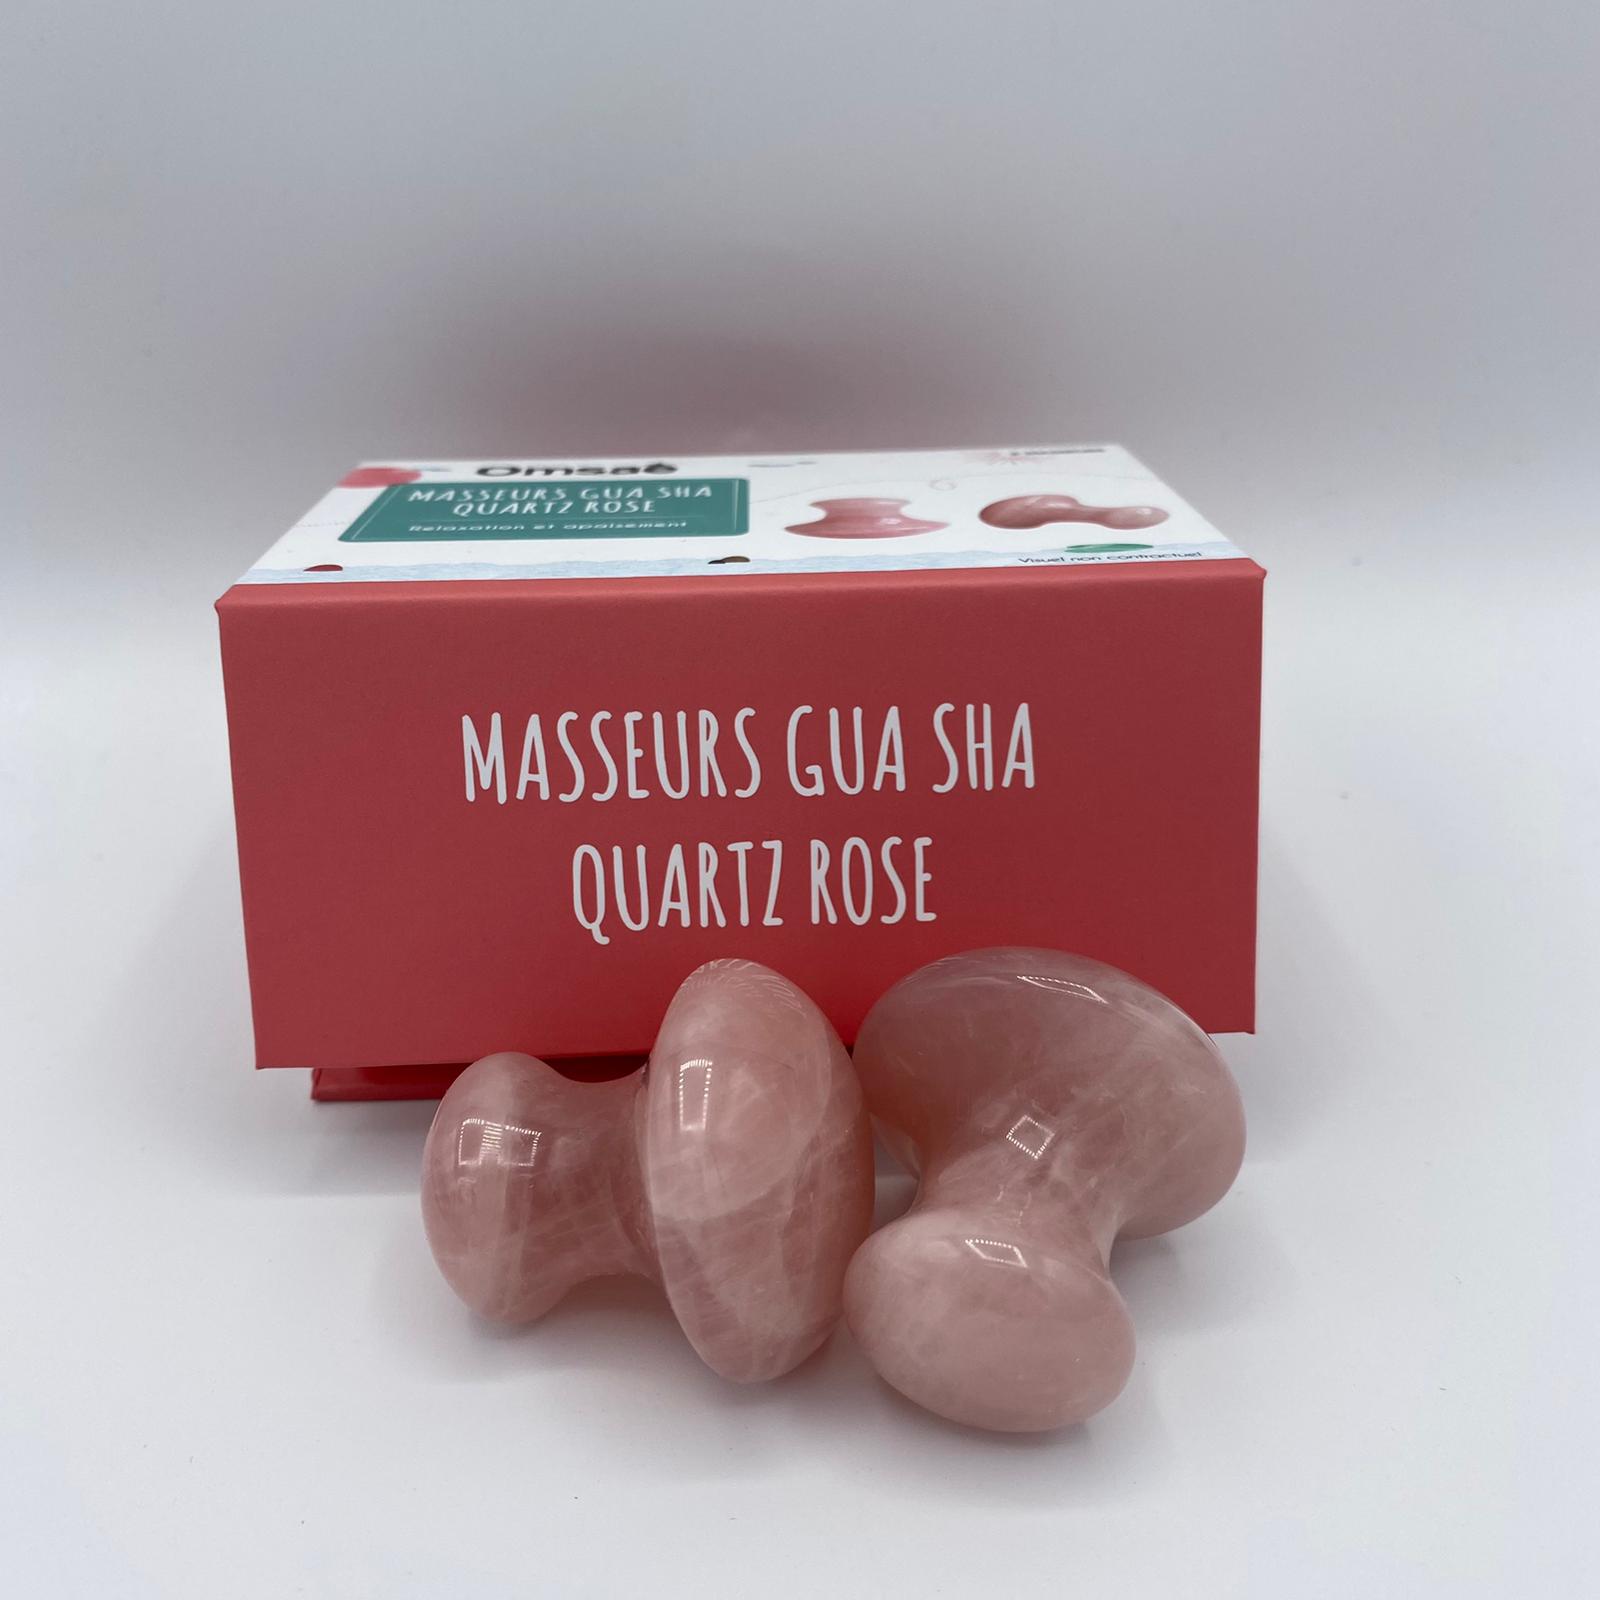 Omsaé
MASSEURS GUA SHA
QUARTZ ROSE
Relaxation et apaisement
Visuel non contractuel
MASSEURS GUA SHA
QUARTZ ROSE